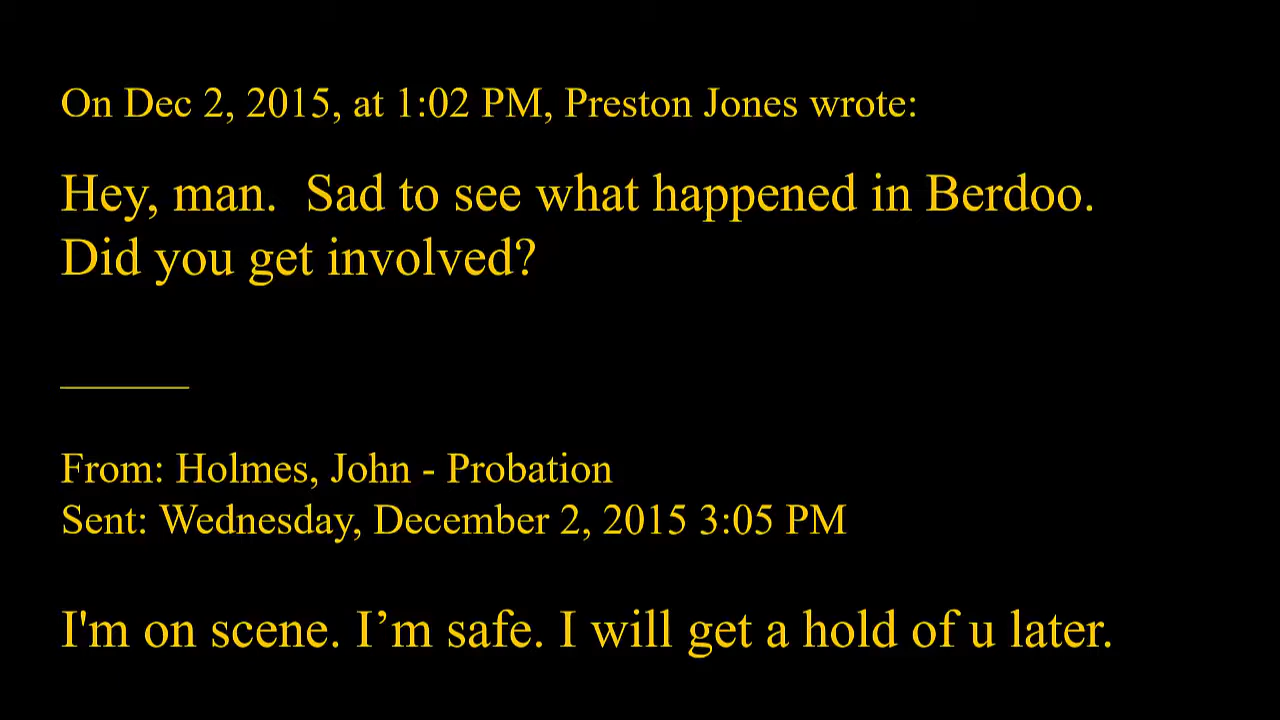 On Dec 2, 2015, at 1:02 PM, Preston Jones wrote:
Hey, man.  Sad to see what happened in Berdoo.
Did you get involved?
From: Holmes, John - Probation
Sent: Wednesday, December 2, 2015 3:05 PM
I'm on scene. I’m safe. I will get a hold of u later.